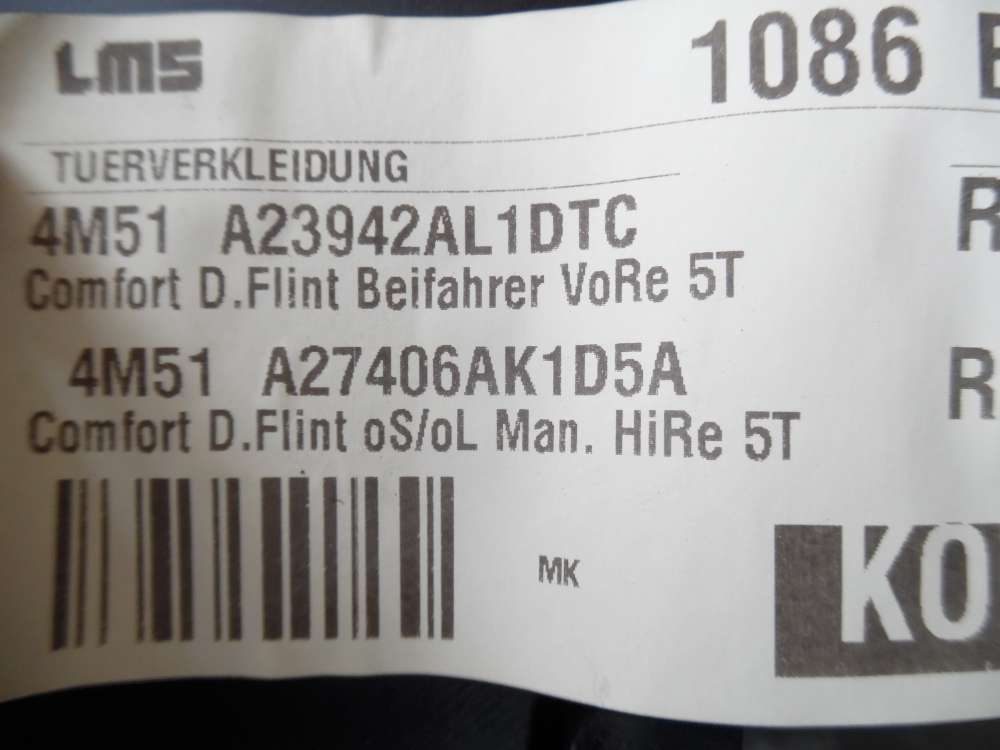 LMS
1086
TUERVERKLEIDUNG
4M51 A23942AL1DTC R
Comfort D.Flint Beifahrer VoRe 5T
4M51 A27406AK1D5A R
Comfort D.Flint oS/oL Man. HiRe 5T
MK
KO